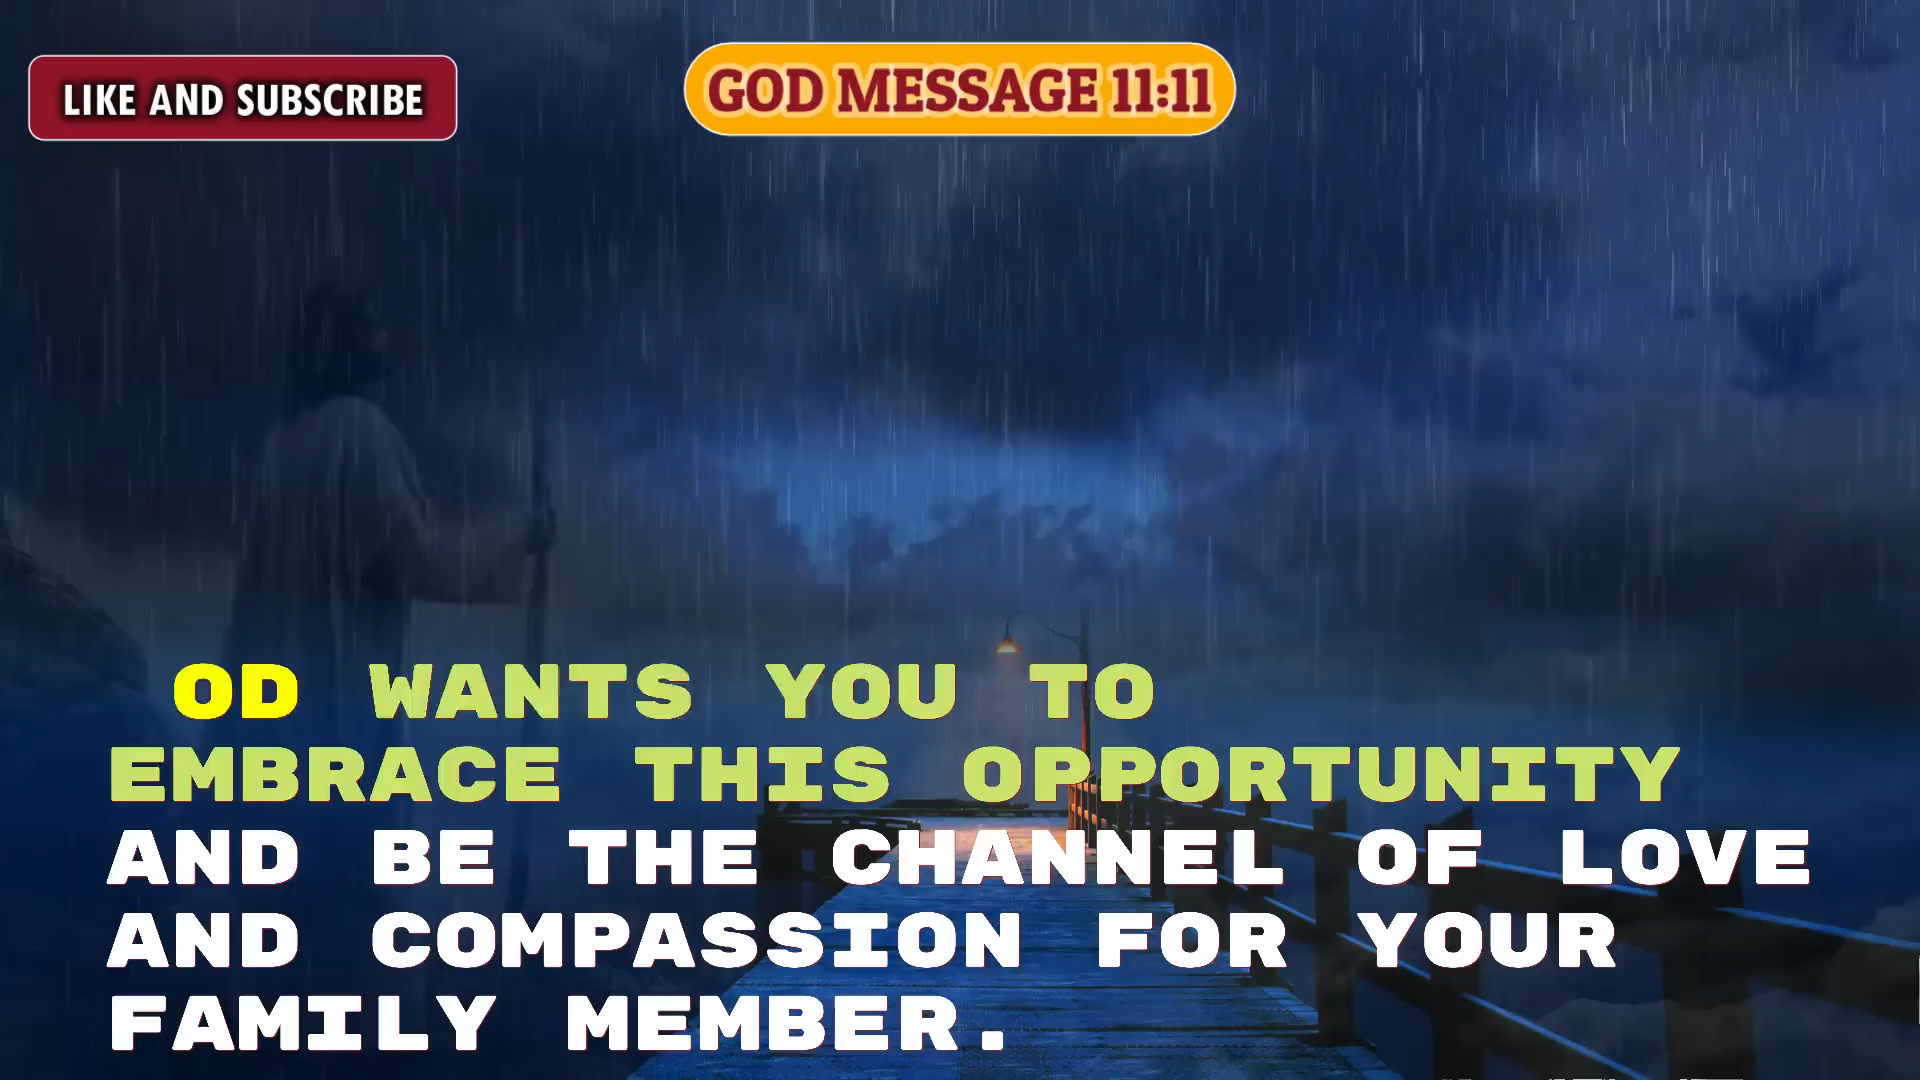 LIKE AND SUBSCRIBE
GOD MESSAGE 11:11
OD WANTS YOU TO
EMBRACE THIS OPPORTUNITY
AND BE THE CHANNEL OF LOVE
AND COMPASSION FOR YOUR
FAMILY MEMBER.